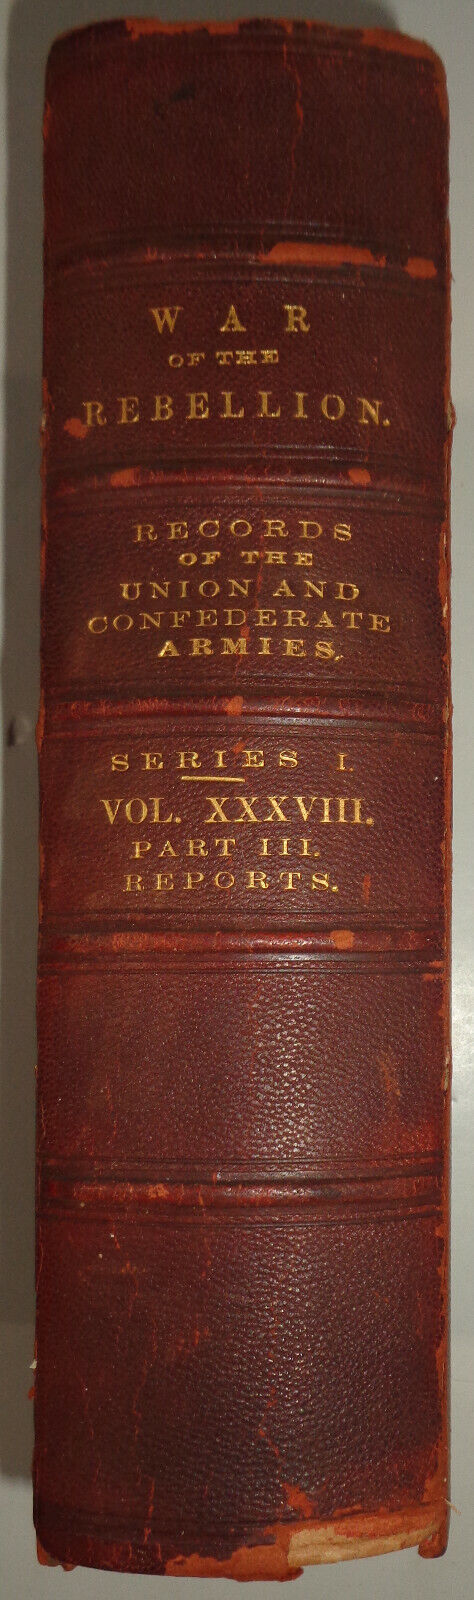 WAR
OF THE
REBELLION.
RECORDS
OF THE
UNION AND
CONFEDERATE
ARMIES.
SERIES I.
VOL. XXXVIII.
PART III.
REPORTS.